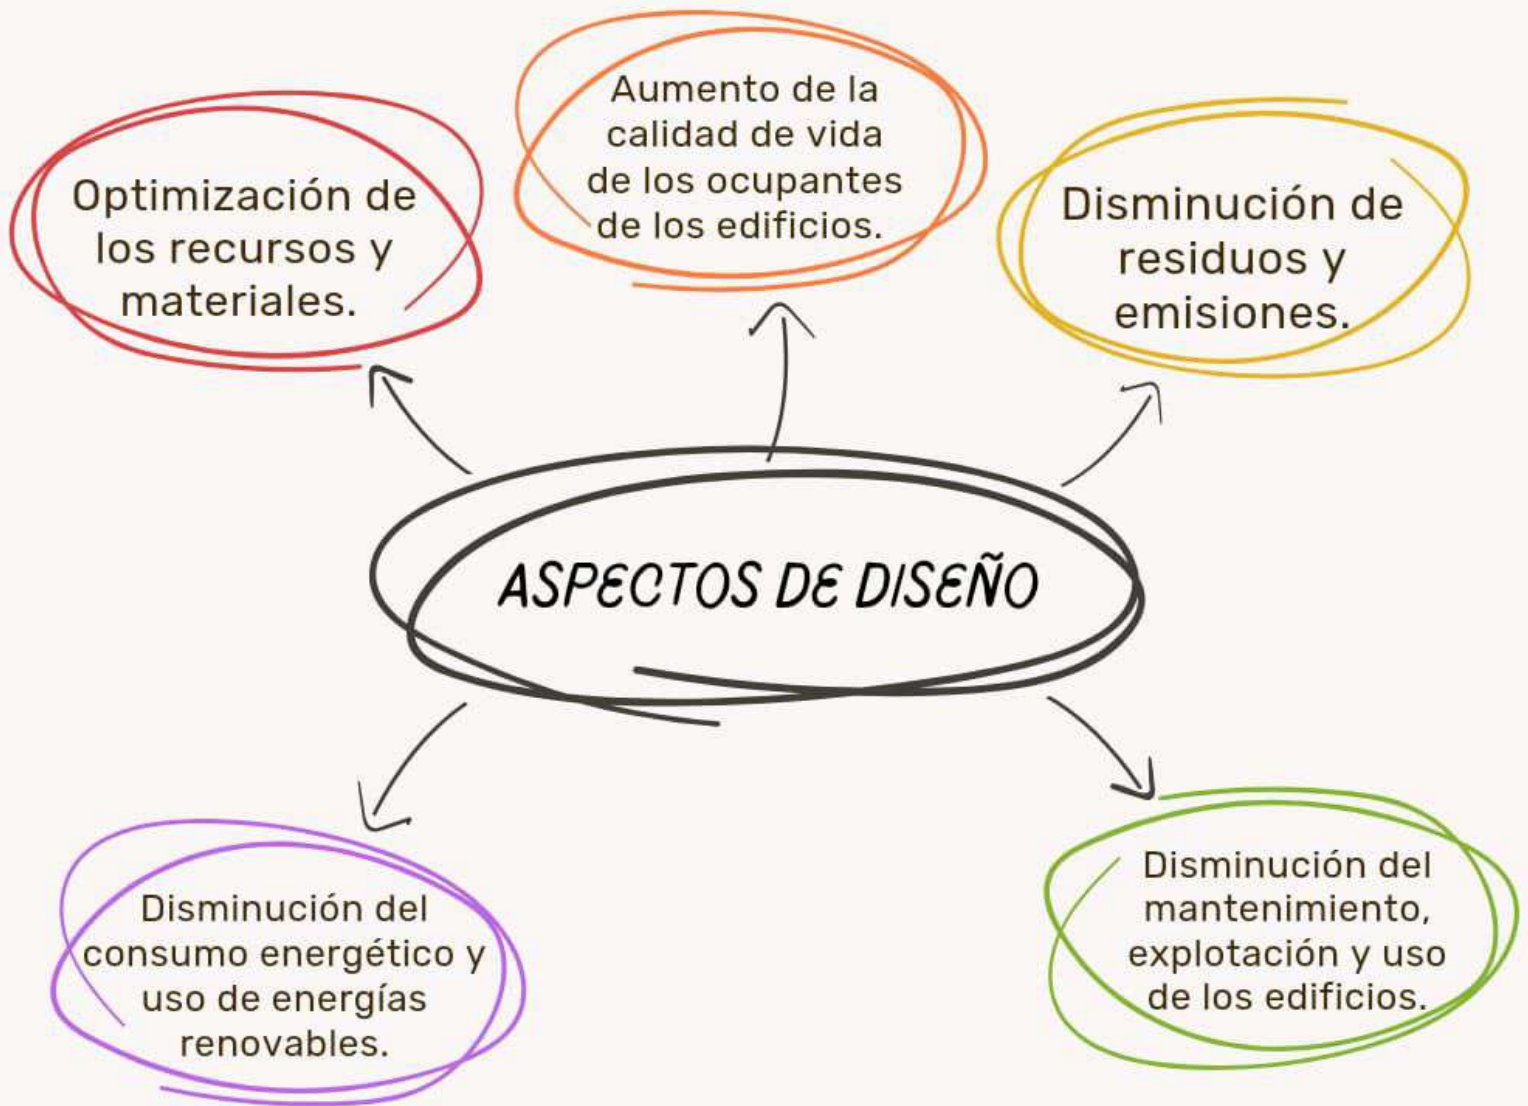 Aumento de la
calidad de vida
de los ocupantes
de los edificios.
Optimización de
los recursos y
materiales.
Disminución de
residuos y
emisiones.
ASPECTOS DE DISEÑO
Disminución del
consumo energético y
uso de energías
renovables.
Disminución del
mantenimiento,
explotación y uso
de los edificios.